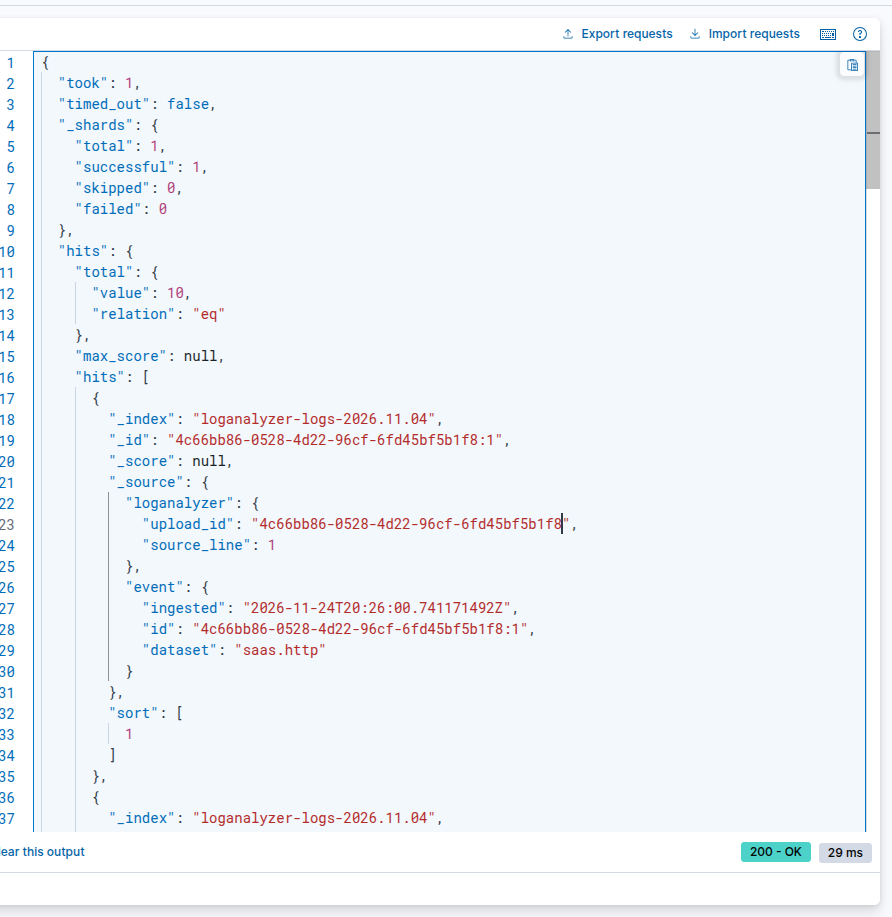 Export requests Import requests
1 {
2 "took": 1,
3 "timed_out": false,
4 "_shards": {
5 "total": 1,
6 "successful": 1,
7 "skipped": 0,
8 "failed": 0
9 },
10 "hits": {
11 "total": {
12 "value": 10,
13 "relation": "eq"
14 },
15 "max_score": null,
16 "hits": [
17 {
18 "_index": "loganalyzer-logs-2026.11.04",
19 "_id": "4c66bb86-0528-4d22-96cf-6fd45bf5b1f8:1",
20 "_score": null,
21 "_source": {
22 "loganalyzer": {
23 "upload_id": "4c66bb86-0528-4d22-96cf-6fd45bf5b1f8",
24 "source_line": 1
25 },
26 "event": {
27 "ingested": "2026-11-24T20:26:00.741171492Z",
28 "id": "4c66bb86-0528-4d22-96cf-6fd45bf5b1f8:1",
29 "dataset": "saas.http"
30 }
31 },
32 "sort": [
33 1
34 ]
35 },
36 {
37 "_index": "loganalyzer-logs-2026.11.04",
ear this output 200 - OK 29 ms